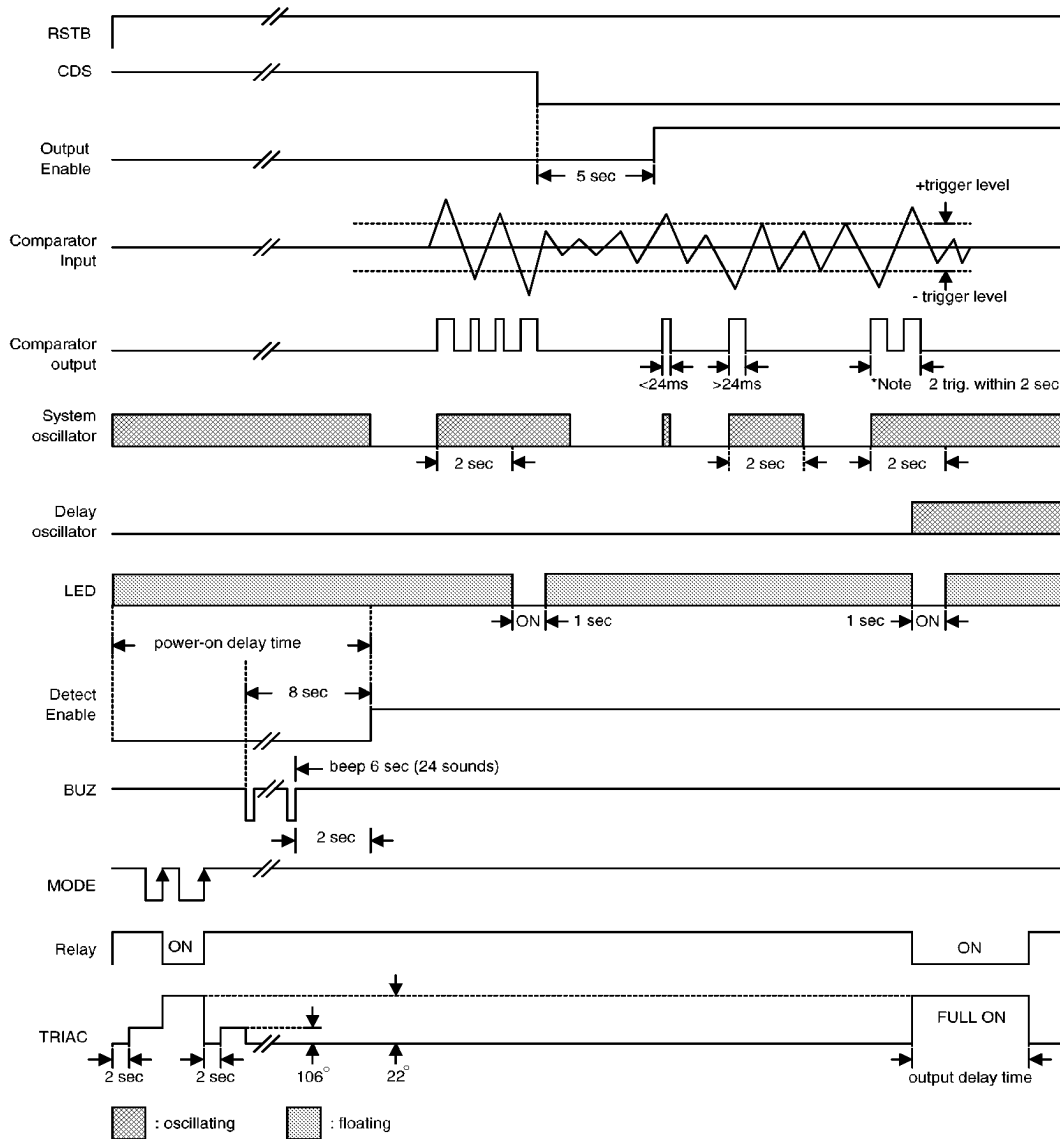 RSTB
CDS
Output
Enable
5 sec
+trigger level
Comparator
Input
- trigger level
Comparator
output
<24ms
>24ms
*Note
2 trig. within 2 sec
System
oscillator
2 sec
2 sec
2 sec
Delay
oscillator
LED
ON
1 sec
1 sec
ON
power-on delay time
8 sec
Detect
Enable
beep 6 sec (24 sounds)
BUZ
2 sec
MODE
Relay
ON
ON
TRIAC
FULL ON
2 sec
2 sec
106°
22°
output delay time
: oscillating
: floating